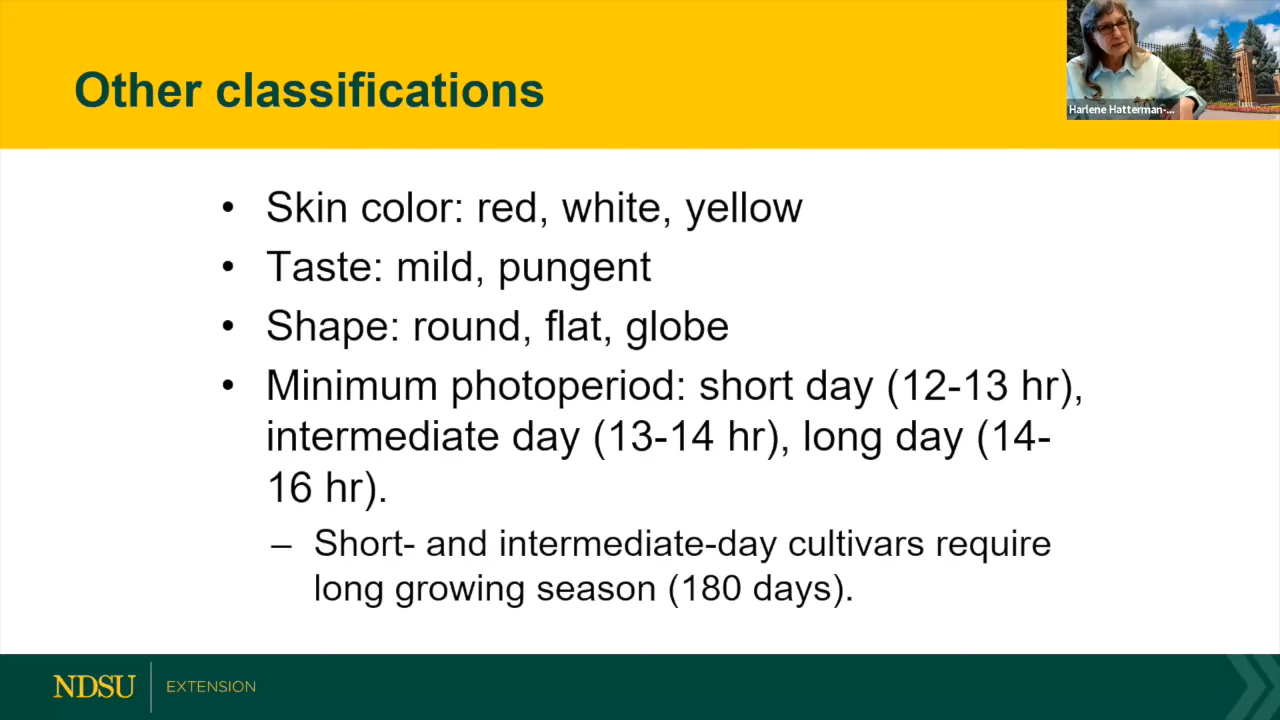 Other classifications
Harlene Hatterman-...
• Skin color: red, white, yellow
• Taste: mild, pungent
• Shape: round, flat, globe
• Minimum photoperiod: short day (12-13 hr),
intermediate day (13-14 hr), long day (14-
16 hr).
– Short- and intermediate-day cultivars require
long growing season (180 days).
NDSU EXTENSION